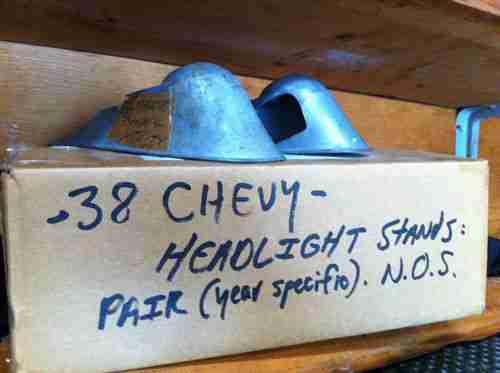 .38 CHEVY-
HEADLIGHT STANDS:
PAIR (year specific). N.O.S.